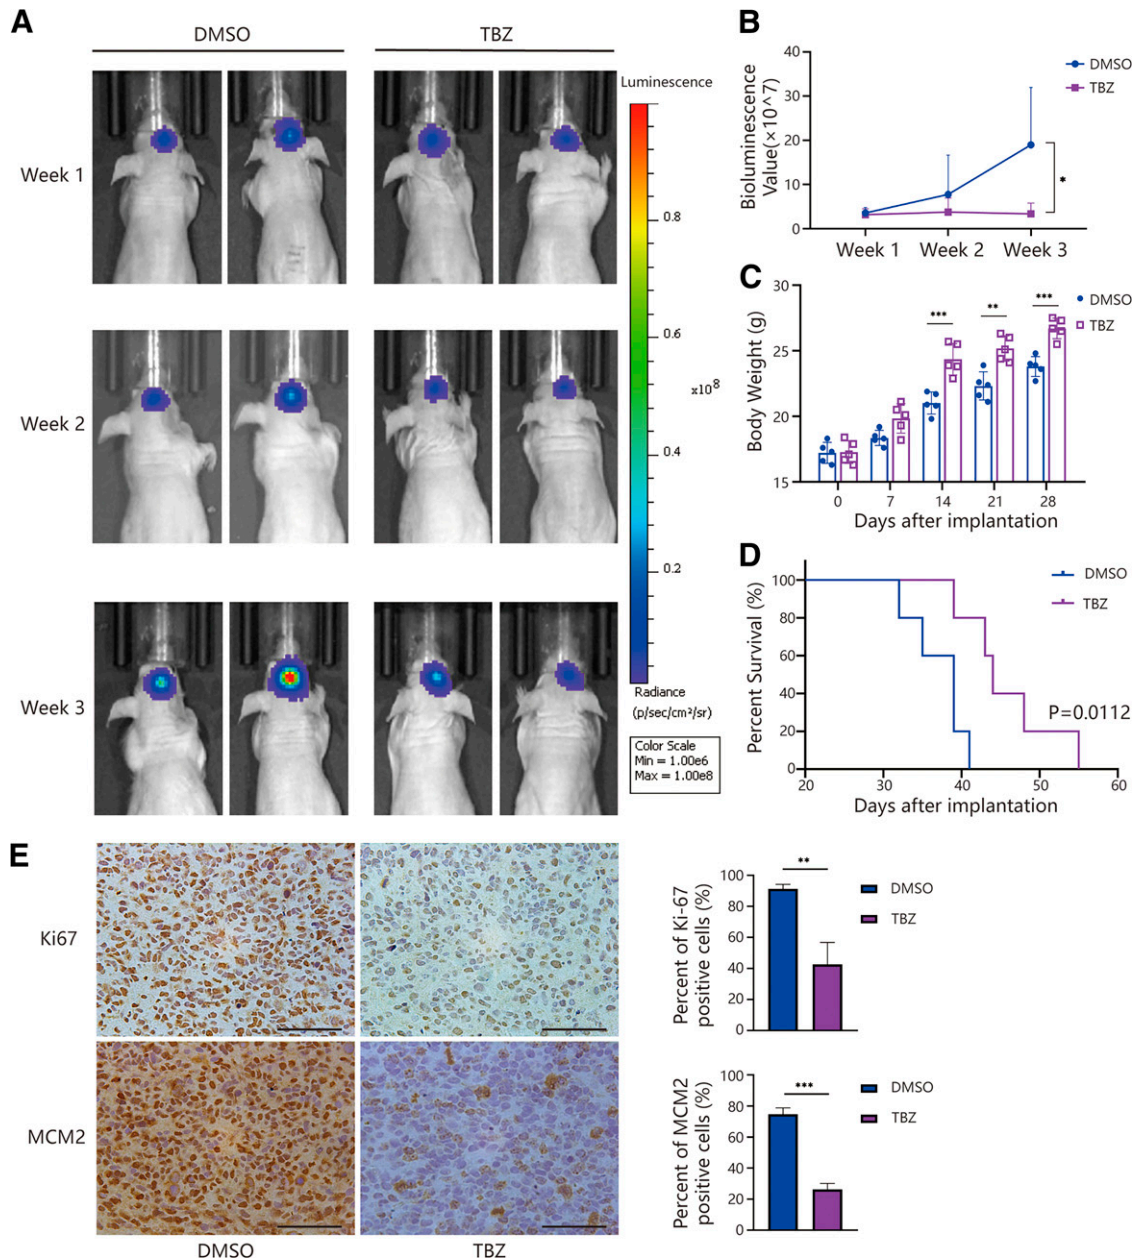 A
DMSO
TBZ
Week 1
Week 2
Week 3
Luminescence
0.8
0.6
x10⁸
0.4
0.2
Radiance
(p/sec/cm²/sr)
Color Scale
Min = 1.00e6
Max = 1.00e8
B
Bioluminescence
Value(×10^7)
40
30
20
10
0
Week 1 Week 2 Week 3
*
DMSO
TBZ
C
Body Weight (g)
30
25
20
15
*** ** ***
0 7 14 21 28
Days after implantation
DMSO
TBZ
D
Percent Survival (%)
100
80
60
40
20
0
20 30 40 50 60
Days after implantation
DMSO
TBZ
P=0.0112
E
Ki67
MCM2
DMSO
TBZ
Percent of Ki-67
positive cells (%)
100
80
60
40
20
0
**
DMSO
TBZ
Percent of MCM2
positive cells (%)
100
80
60
40
20
0
***
DMSO
TBZ